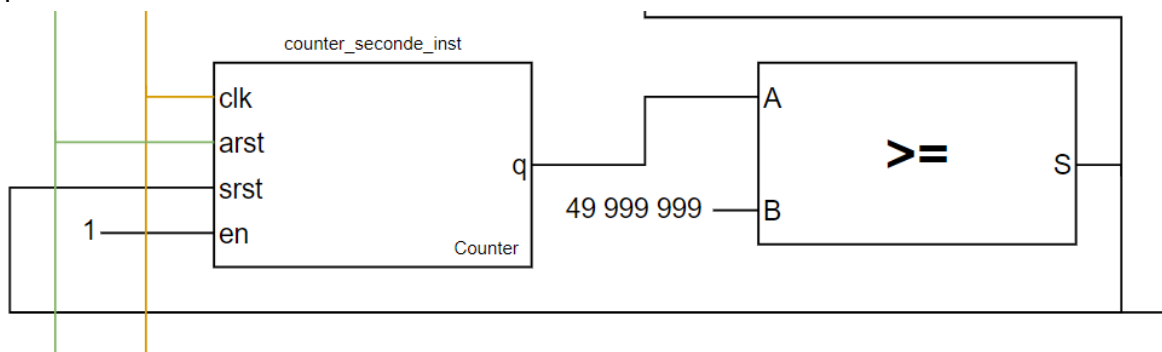 counter_seconde_inst
clk
arst
srst
1
en
q
Counter
A
>=
S
49 999 999
B